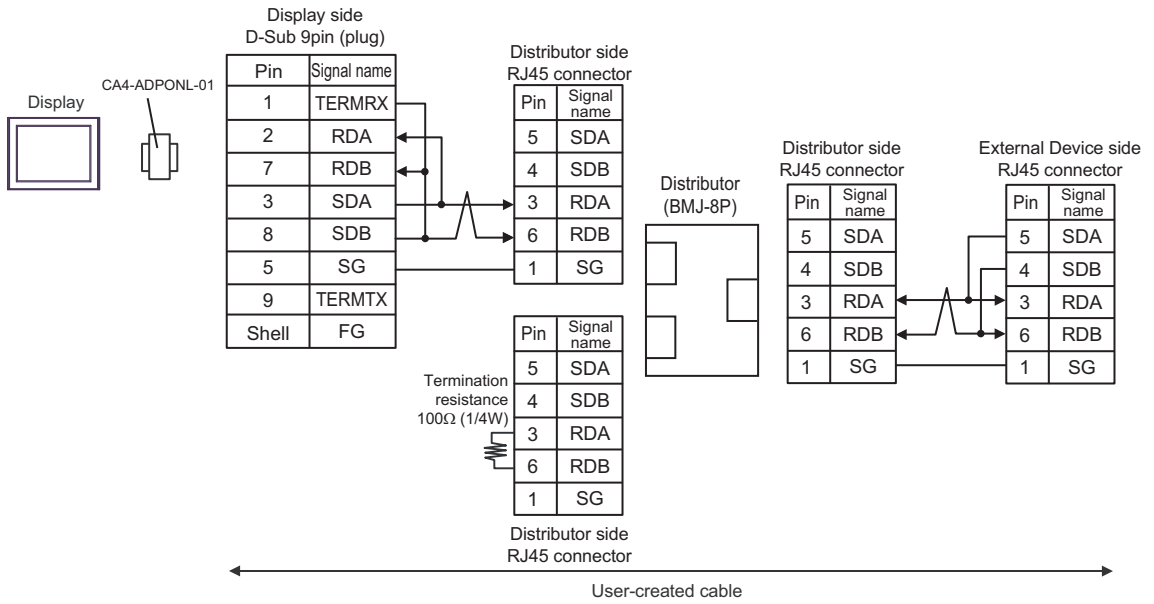 Display
CA4-ADPONL-01
Display side
D-Sub 9pin (plug)
Pin Signal name
1 TERMRX
2 RDA
7 RDB
3 SDA
8 SDB
5 SG
9 TERMTX
Shell FG
Distributor side
RJ45 connector
Pin Signal name
5 SDA
4 SDB
3 RDA
6 RDB
1 SG
Termination
resistance
100Ω (1/4W)
Pin Signal name
5 SDA
4 SDB
3 RDA
6 RDB
1 SG
Distributor side
RJ45 connector
Distributor
(BMJ-8P)
Distributor side
RJ45 connector
Pin Signal name
5 SDA
4 SDB
3 RDA
6 RDB
1 SG
External Device side
RJ45 connector
Pin Signal name
5 SDA
4 SDB
3 RDA
6 RDB
1 SG
User-created cable